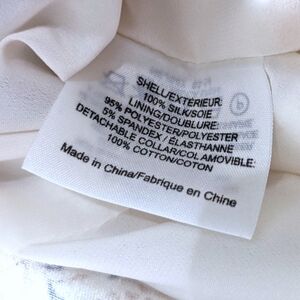 SHELL/EXTERIEUR:
100% SILK/SOIE
LINING/DOUBLURE:
95% POLYESTER/POLYESTER
5% SPANDEX/ ELASTHANNE
DETACHABLE COLLAR/COL AMOVIBLE:
100% COTTON/COTON
Made in China/Fabrique en Chine